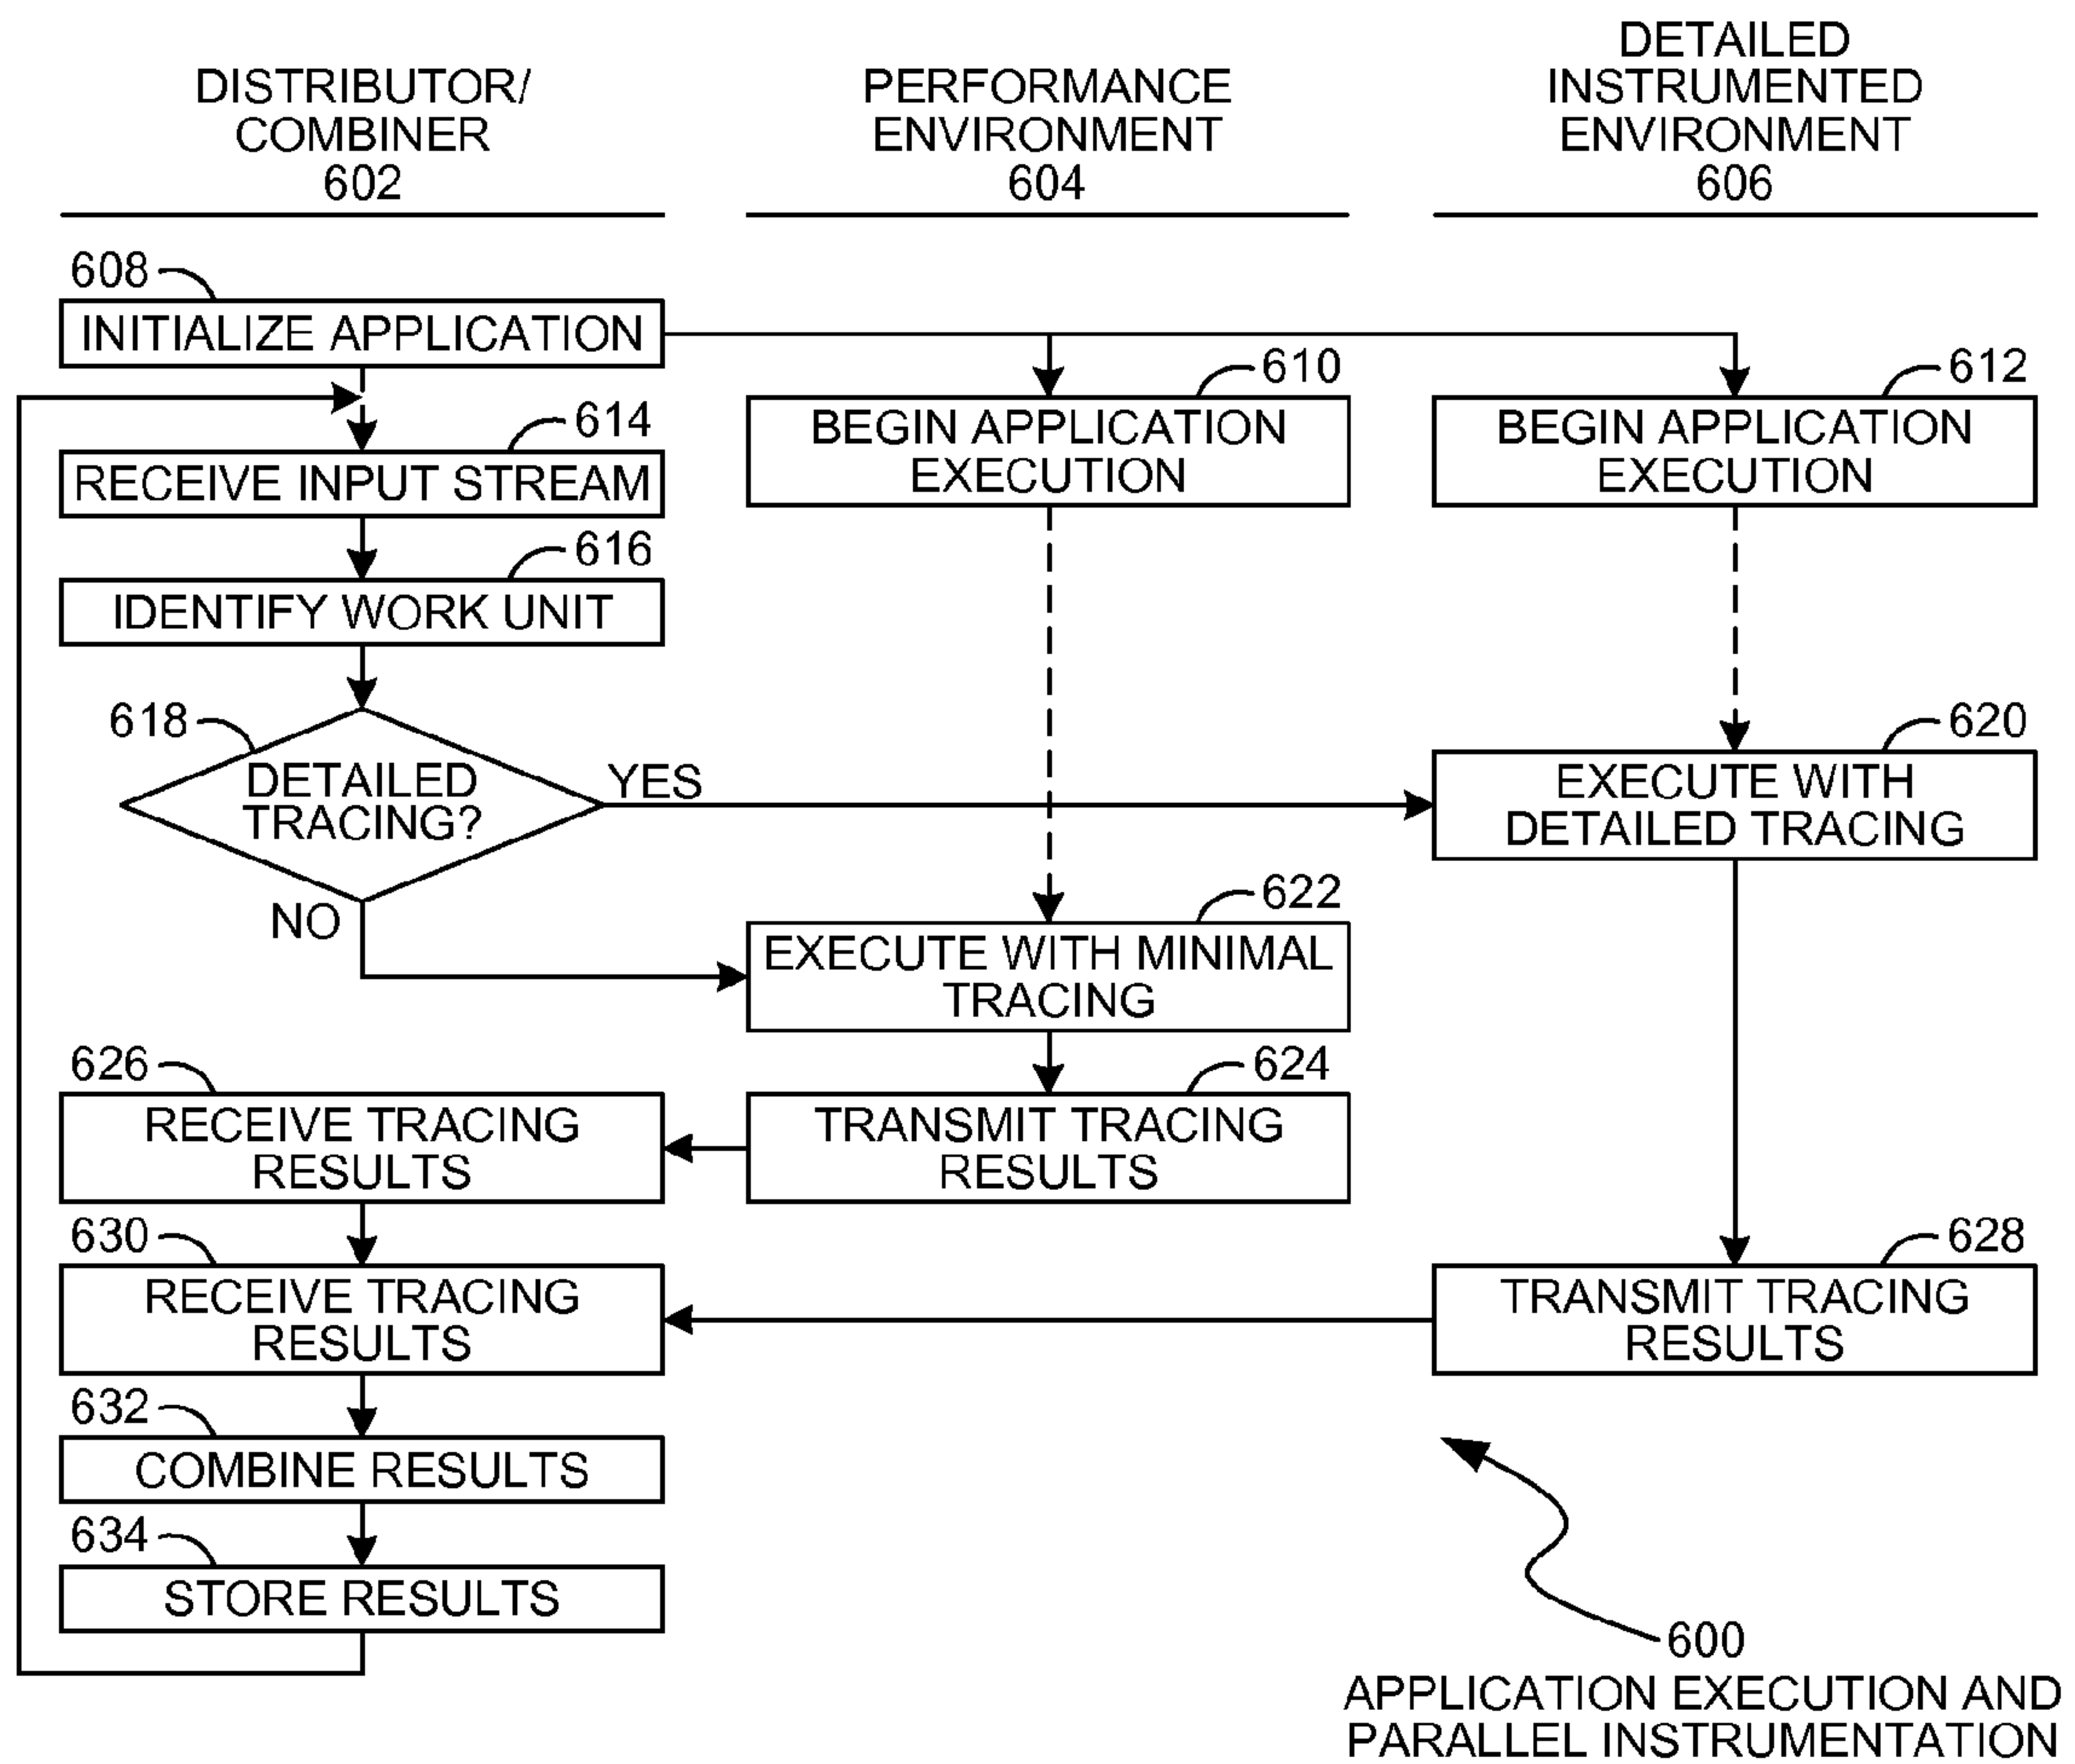 DISTRIBUTOR/
COMBINER
602
PERFORMANCE
ENVIRONMENT
604
DETAILED
INSTRUMENTED
ENVIRONMENT
606
608
INITIALIZE APPLICATION
610
BEGIN APPLICATION
EXECUTION
612
BEGIN APPLICATION
EXECUTION
614
RECEIVE INPUT STREAM
616
IDENTIFY WORK UNIT
618
DETAILED
TRACING?
YES
NO
620
EXECUTE WITH
DETAILED TRACING
622
EXECUTE WITH MINIMAL
TRACING
624
TRANSMIT TRACING
RESULTS
626
RECEIVE TRACING
RESULTS
628
TRANSMIT TRACING
RESULTS
630
RECEIVE TRACING
RESULTS
632
COMBINE RESULTS
634
STORE RESULTS
600
APPLICATION EXECUTION AND
PARALLEL INSTRUMENTATION